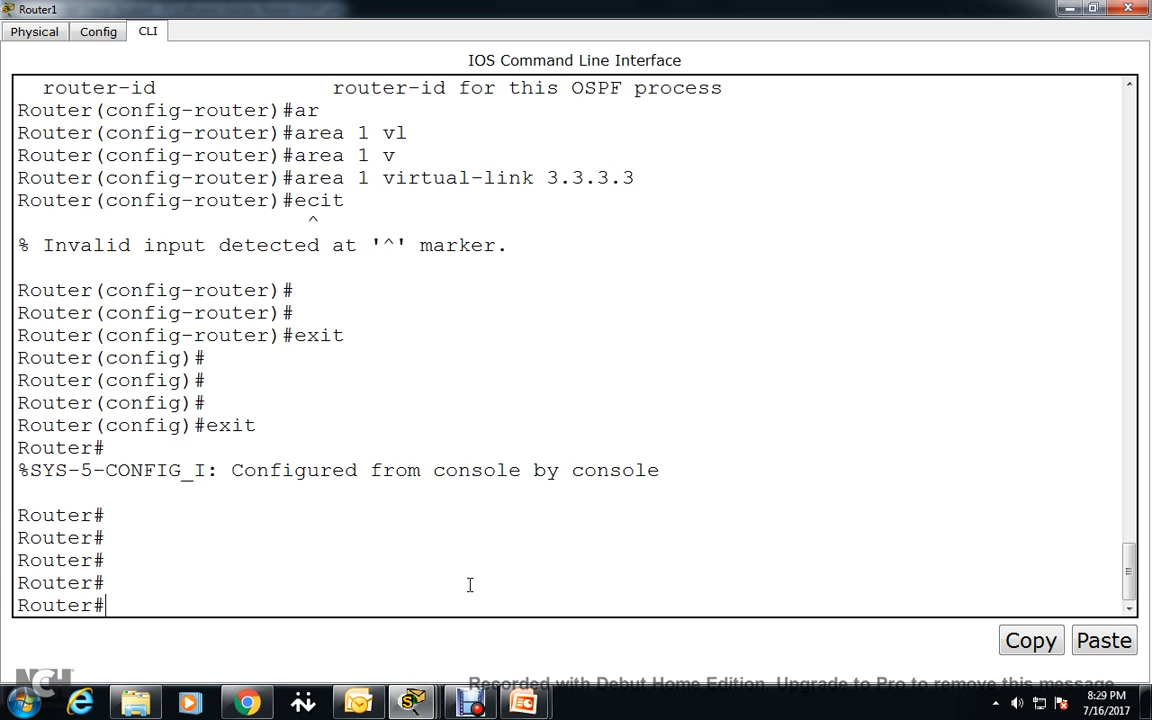 Router1
Physical Config CLI
IOS Command Line Interface
router-id router-id for this OSPF process
Router(config-router)#ar
Router(config-router)#area 1 vl
Router(config-router)#area 1 v
Router(config-router)#area 1 virtual-link 3.3.3.3
Router(config-router)#ecit
^
% Invalid input detected at '^' marker.
Router(config-router)#
Router(config-router)#
Router(config-router)#exit
Router(config)#
Router(config)#
Router(config)#
Router(config)#exit
Router#
%SYS-5-CONFIG_I: Configured from console by console
Router#
Router#
Router#
Router#
Router#
Copy Paste
NCH
Recorded with Debut Home Edition. Upgrade to Pro to remove this message
8:29 PM
7/16/2017